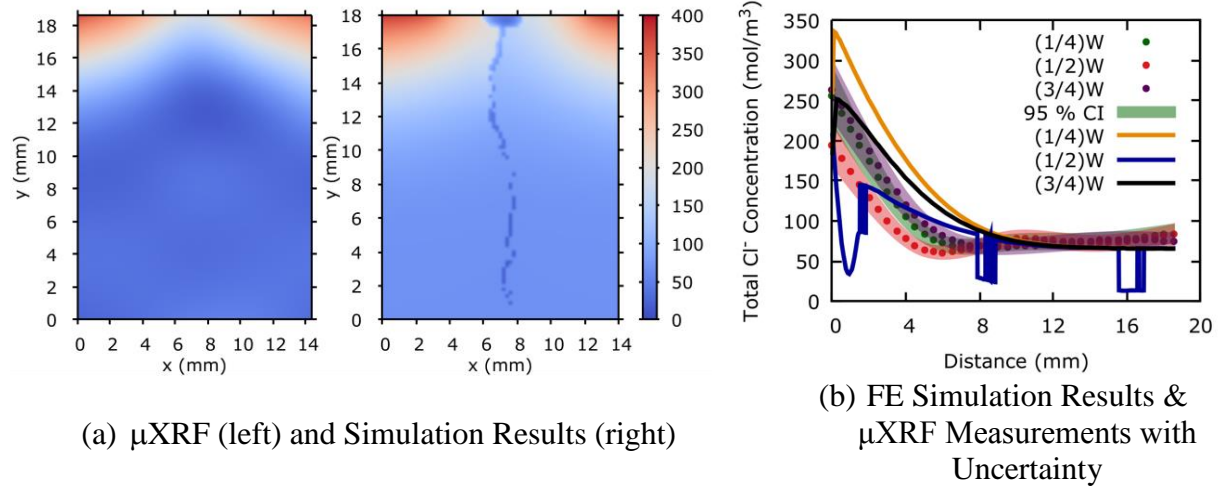 18
16
14
12
10
8
6
4
2
0
y (mm)
0 2 4 6 8 10 12 14
x (mm)
18
16
14
12
10
8
6
4
2
0
y (mm)
0 2 4 6 8 10 12 14
x (mm)
400
300
200
100
0
350
300
250
200
150
100
50
0
Total Cl⁻ Concentration (mol/m³)
(1/4)W
(1/2)W
(3/4)W
95 % CI
(1/4)W
(1/2)W
(3/4)W
0 4 8 12 16 20
Distance (mm)
(a) μXRF (left) and Simulation Results (right)
(b) FE Simulation Results &
μXRF Measurements with
Uncertainty